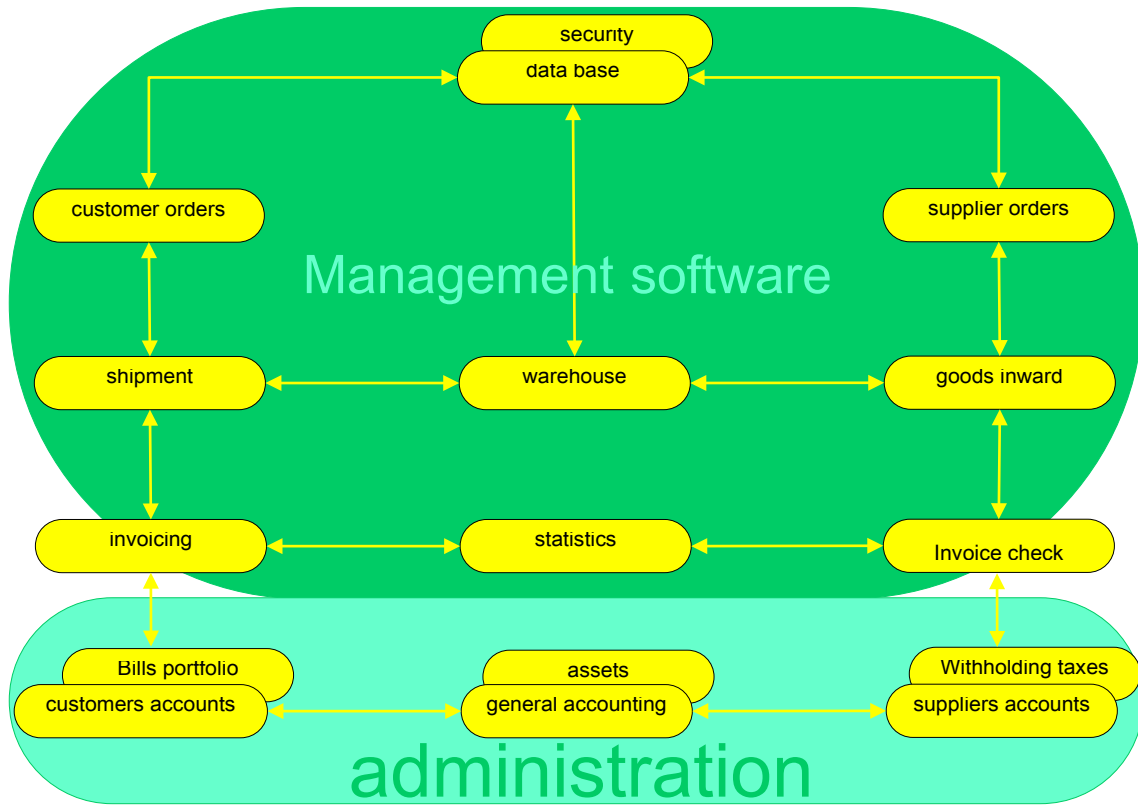 security
data base
customer orders
supplier orders
Management software
shipment
warehouse
goods inward
invoicing
statistics
Invoice check
Bills portfolio
assets
Withholding taxes
customers accounts
general accounting
suppliers accounts
administration